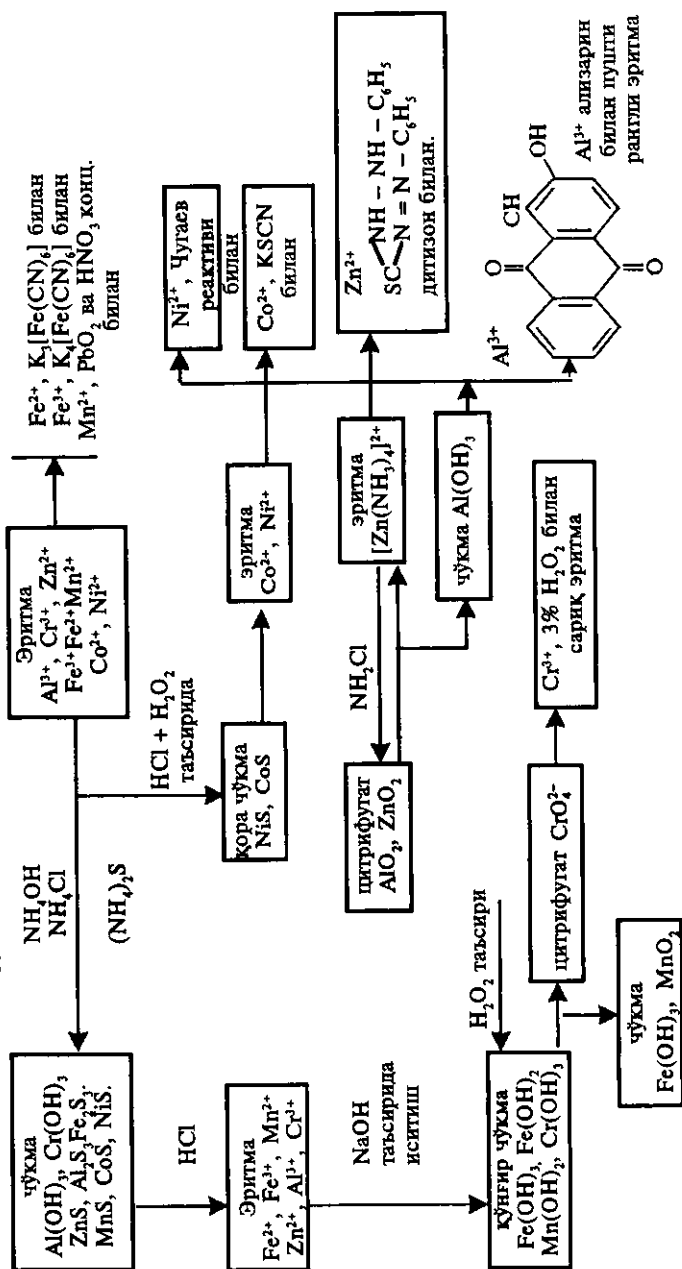 Эритма
Al³⁺, Cr³⁺, Zn²⁺
Fe³⁺Fe²⁺Mn²⁺
Co²⁺, Ni²⁺
Fe²⁺, K₃[Fe(CN)₆] билан
Fe³⁺, K₄[Fe(CN)₆] билан
Mn²⁺, PbO₂ ва HNO₃ конц.
билан
NH₄OH
NH₄Cl
(NH₄)₂S
HCl + H₂O₂
таъсирида
чўкма
Al(OH)₃, Cr(OH)₃
ZnS, Al₂S₃Fe₂S₃.
MnS, CoS, NiS.
қора чўкма
NiS, CoS
эритма
Co²⁺, Ni²⁺
Ni²⁺, Чугаев
реактиви
билан
Co²⁺, KSCN
билан
HCl
Эритма
Fe²⁺, Fe³⁺, Mn²⁺
Zn²⁺, Al³⁺, Cr³⁺
NaOH
таъсирида
иситиш
цитрифугат
AlO₂, ZnO₂
NH₂Cl
эритма
[Zn(NH₃)₄]²⁺
Zn²⁺
NH – NH – C₆H₅
SC
N = N – C₆H₅
дитизон билан.
чўкма Al(OH)₃
H₂O₂ таъсири
қўнғир чўкма
Fe(OH)₃, Fe(OH)₂
Mn(OH)₂, Cr(OH)₃
цитрифугат CrO₄²⁻
Cr³⁺, 3% H₂O₂ билан
сариқ эритма
чўкма
Fe(OH)₃, MnO₂
Al³⁺
O
CH
OH
O
Al³⁺ ализарин
билан пушти
рангли эритма